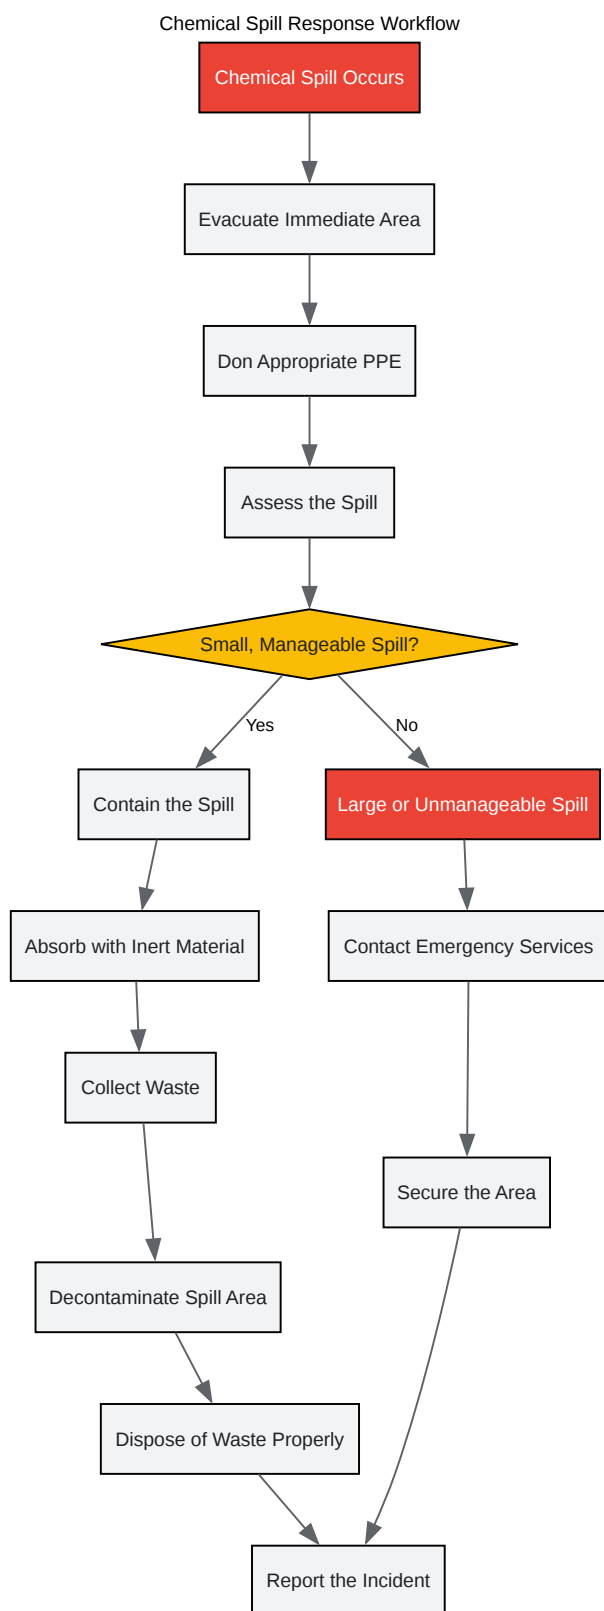 Chemical Spill Response Workflow
Chemical Spill Occurs
Evacuate Immediate Area
Don Appropriate PPE
Assess the Spill
Small, Manageable Spill?
Yes
No
Contain the Spill
Large or Unmanageable Spill
Absorb with Inert Material
Contact Emergency Services
Collect Waste
Secure the Area
Decontaminate Spill Area
Dispose of Waste Properly
Report the Incident